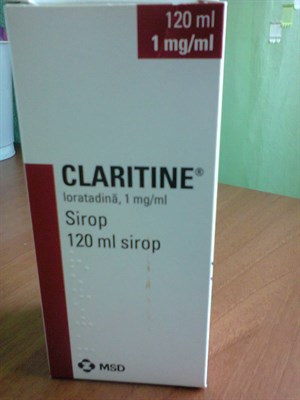 120 ml
1 mg/ml
CLARITINE®
loratadină, 1 mg/ml
Sirop
120 ml sirop
MSD